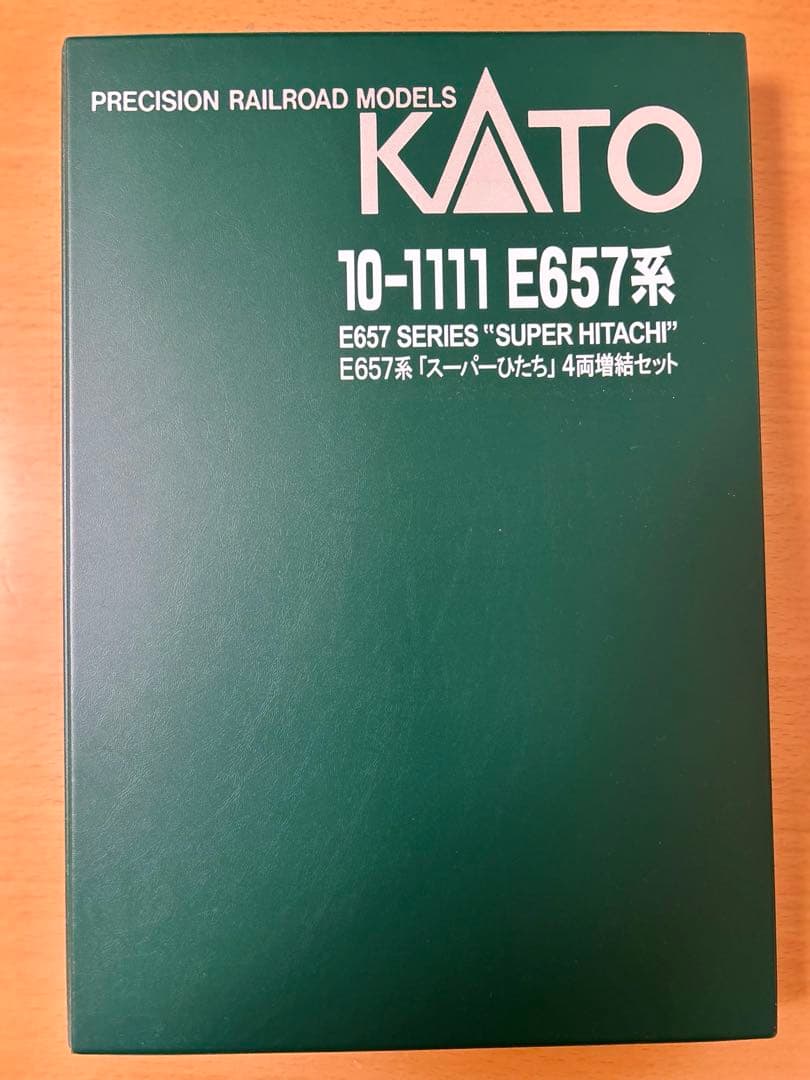 PRECISION RAILROAD MODELS
KATO
10-1111 E657系
E657 SERIES "SUPER HITACHI"
E657系「スーパーひたち」4両増結セット